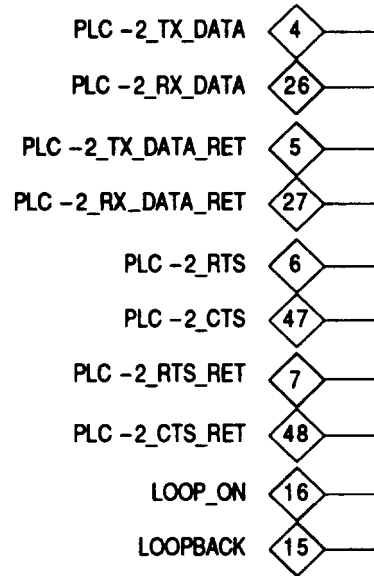 PLC -2_TX_DATA 4
PLC -2_RX_DATA 26
PLC -2_TX_DATA_RET 5
PLC -2_RX_DATA_RET 27
PLC -2_RTS 6
PLC -2_CTS 47
PLC -2_RTS_RET 7
PLC -2_CTS_RET 48
LOOP_ON 16
LOOPBACK 15